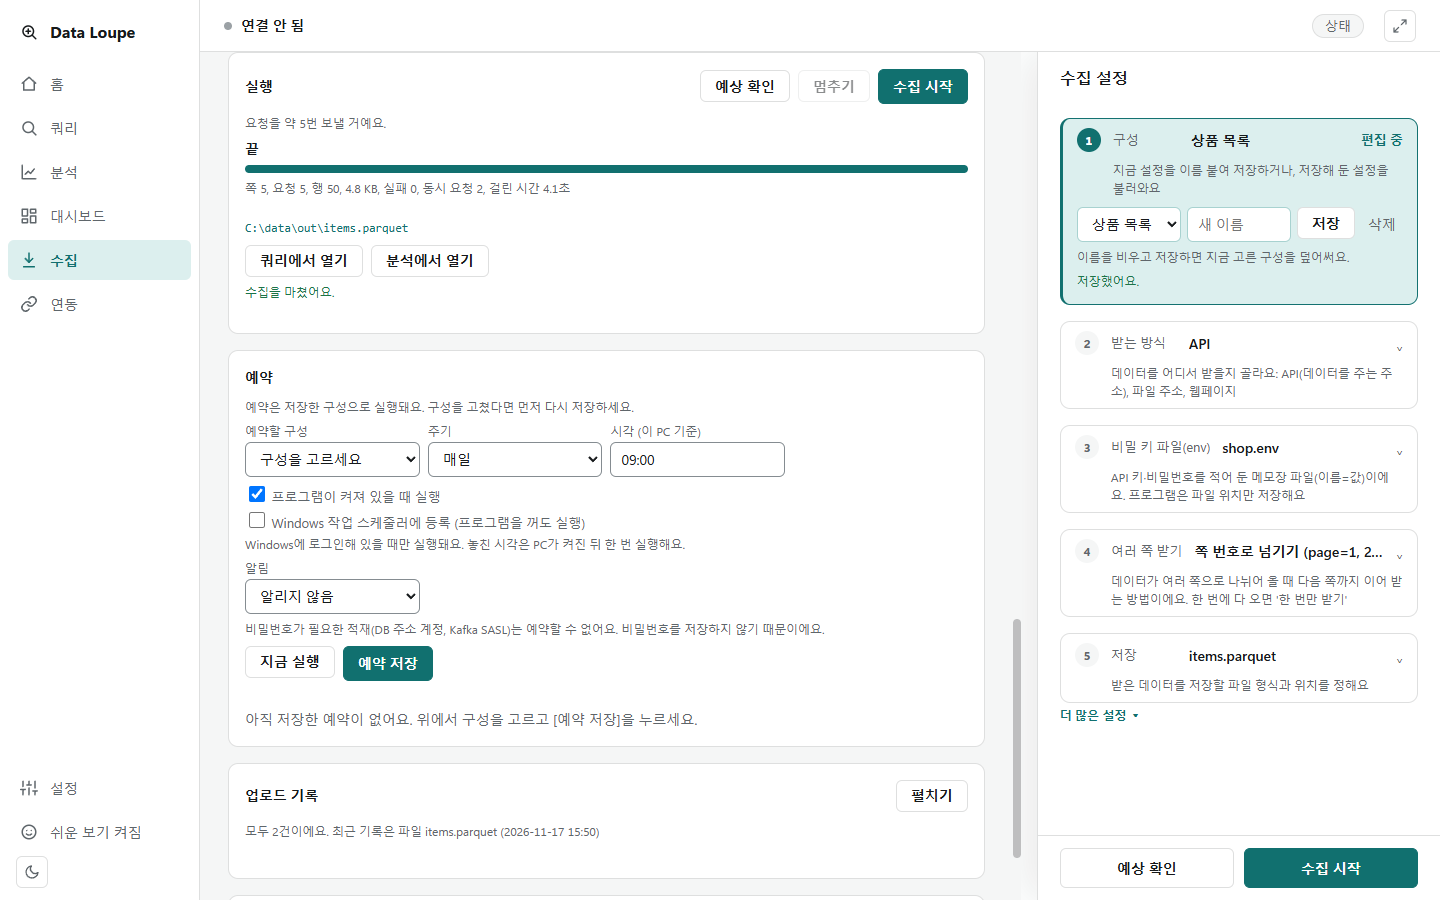 Data Loupe
홈
쿼리
분석
대시보드
수집
연동
설정
쉬운 보기 켜짐
연결 안 됨
상태
실행
예상 확인
멈추기
수집 시작
요청을 약 5번 보낼 거예요.
끝
쪽 5, 요청 5, 행 50, 4.8 KB, 실패 0, 동시 요청 2, 걸린 시간 4.1초
C:\data\out\items.parquet
쿼리에서 열기
분석에서 열기
수집을 마쳤어요.
예약
예약은 저장한 구성으로 실행돼요. 구성을 고쳤다면 먼저 다시 저장하세요.
예약할 구성
주기
시각 (이 PC 기준)
구성을 고르세요
매일
09:00
프로그램이 켜져 있을 때 실행
Windows 작업 스케줄러에 등록 (프로그램을 꺼도 실행)
Windows에 로그인해 있을 때만 실행돼요. 놓친 시각은 PC가 켜진 뒤 한 번 실행해요.
알림
알리지 않음
비밀번호가 필요한 적재(DB 주소 계정, Kafka SASL)는 예약할 수 없어요. 비밀번호를 저장하지 않기 때문이에요.
지금 실행
예약 저장
아직 저장한 예약이 없어요. 위에서 구성을 고르고 [예약 저장]을 누르세요.
업로드 기록
펼치기
모두 2건이에요. 최근 기록은 파일 items.parquet (2026-11-17 15:50)
수집 설정
1 구성 상품 목록 편집 중
지금 설정을 이름 붙여 저장하거나, 저장해 둔 설정을
불러와요
상품 목록
새 이름
저장
삭제
이름을 비우고 저장하면 지금 고른 구성을 덮어써요.
저장했어요.
2 받는 방식 API
데이터를 어디서 받을지 골라요: API(데이터를 주는 주
소), 파일 주소, 웹페이지
3 비밀 키 파일(env) shop.env
API 키·비밀번호를 적어 둔 메모장 파일(이름=값)이에
요. 프로그램은 파일 위치만 저장해요
4 여러 쪽 받기 쪽 번호로 넘기기 (page=1, 2...
데이터가 여러 쪽으로 나뉘어 올 때 다음 쪽까지 이어 받
는 방법이에요. 한 번에 다 오면 '한 번만 받기'
5 저장 items.parquet
받은 데이터를 저장할 파일 형식과 위치를 정해요
더 많은 설정
예상 확인
수집 시작